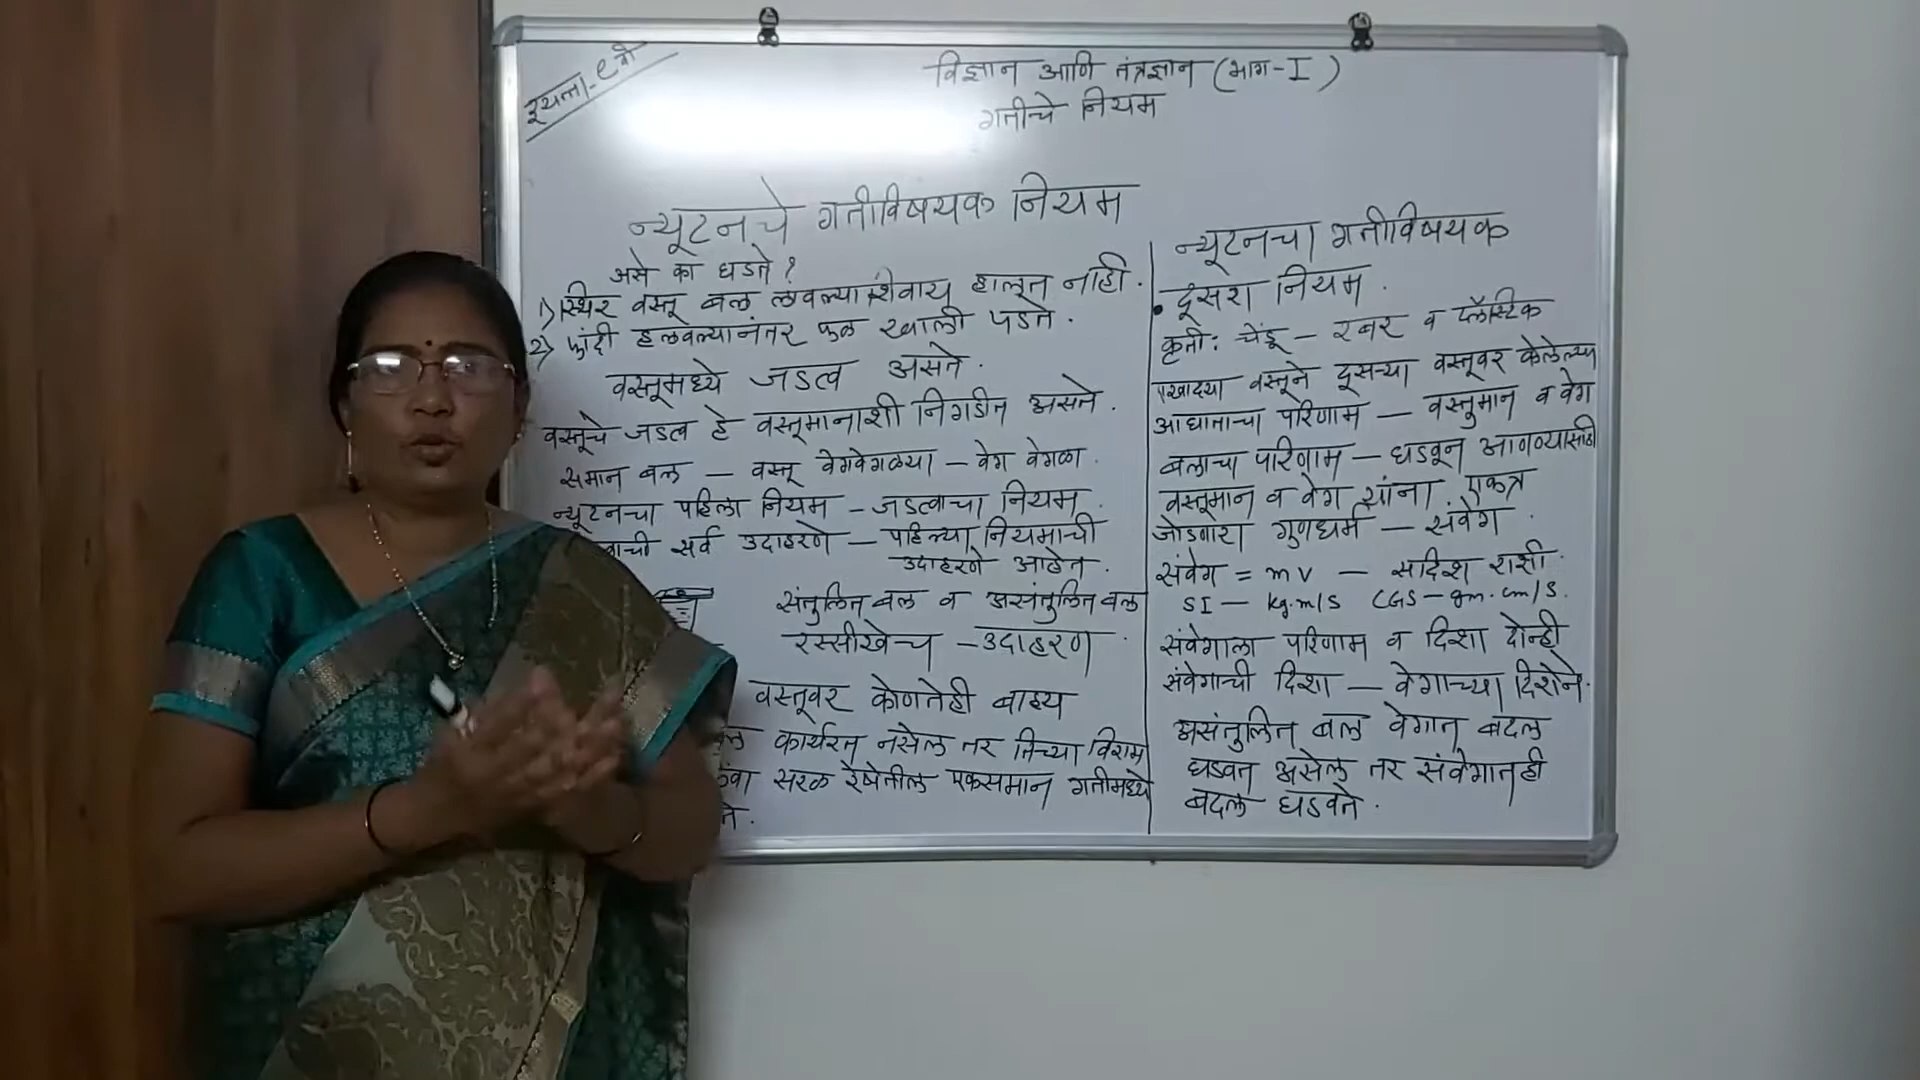 इयत्ता-९ वी
विज्ञान आणि तंत्रज्ञान (भाग-I)
गतीचे नियम
न्यूटनचे गतीविषयक नियम
असे का घडते?
1) स्थिर वस्तू बल लावल्याशिवाय हालत नाही.
2) फांदी हलवल्यानंतर फळ खाली पडते.
वस्तूमध्ये जडत्व असते.
वस्तूचे जडत्व हे वस्तूमानाशी निगडीत असते.
समान बल – वस्तू वेगवेगळ्या – वेग वेगळा.
न्यूटनचा पहिला नियम – जडत्वाचा नियम.
सर्व उदाहरणे – पहिल्या नियमाची
उदाहरणे आहेत.
संतुलित बल व असंतुलित बल
रस्सीखेच – उदाहरण.
वस्तूवर कोणतेही बाह्य
कार्यरत नसेल तर तिच्या विराम
सरळ रेषेतील एकसमान गतीमध्ये
न्यूटनचा गतीविषयक
दूसरा नियम.
कृती: चेंडू – रबर व प्लॅस्टिक
एखादया वस्तूने दूसऱ्या वस्तूवर केलेल्या
आघाताचा परिणाम – वस्तुमान व वेग
बलाचा परिणाम – घडवून आणण्यासाठी
वस्तूमान व वेग यांना एकत्र
जोडणारा गुणधर्म – संवेग.
संवेग = mv – सदिश राशी.
SI – kg.m/s CGS – gm.cm/s.
संवेगाला परिणाम व दिशा दोन्ही
संवेगाची दिशा – वेगाच्या दिशेने.
असंतुलित बल वेगात बदल
घडवत असेल तर संवेगातही
बदल घडवते.